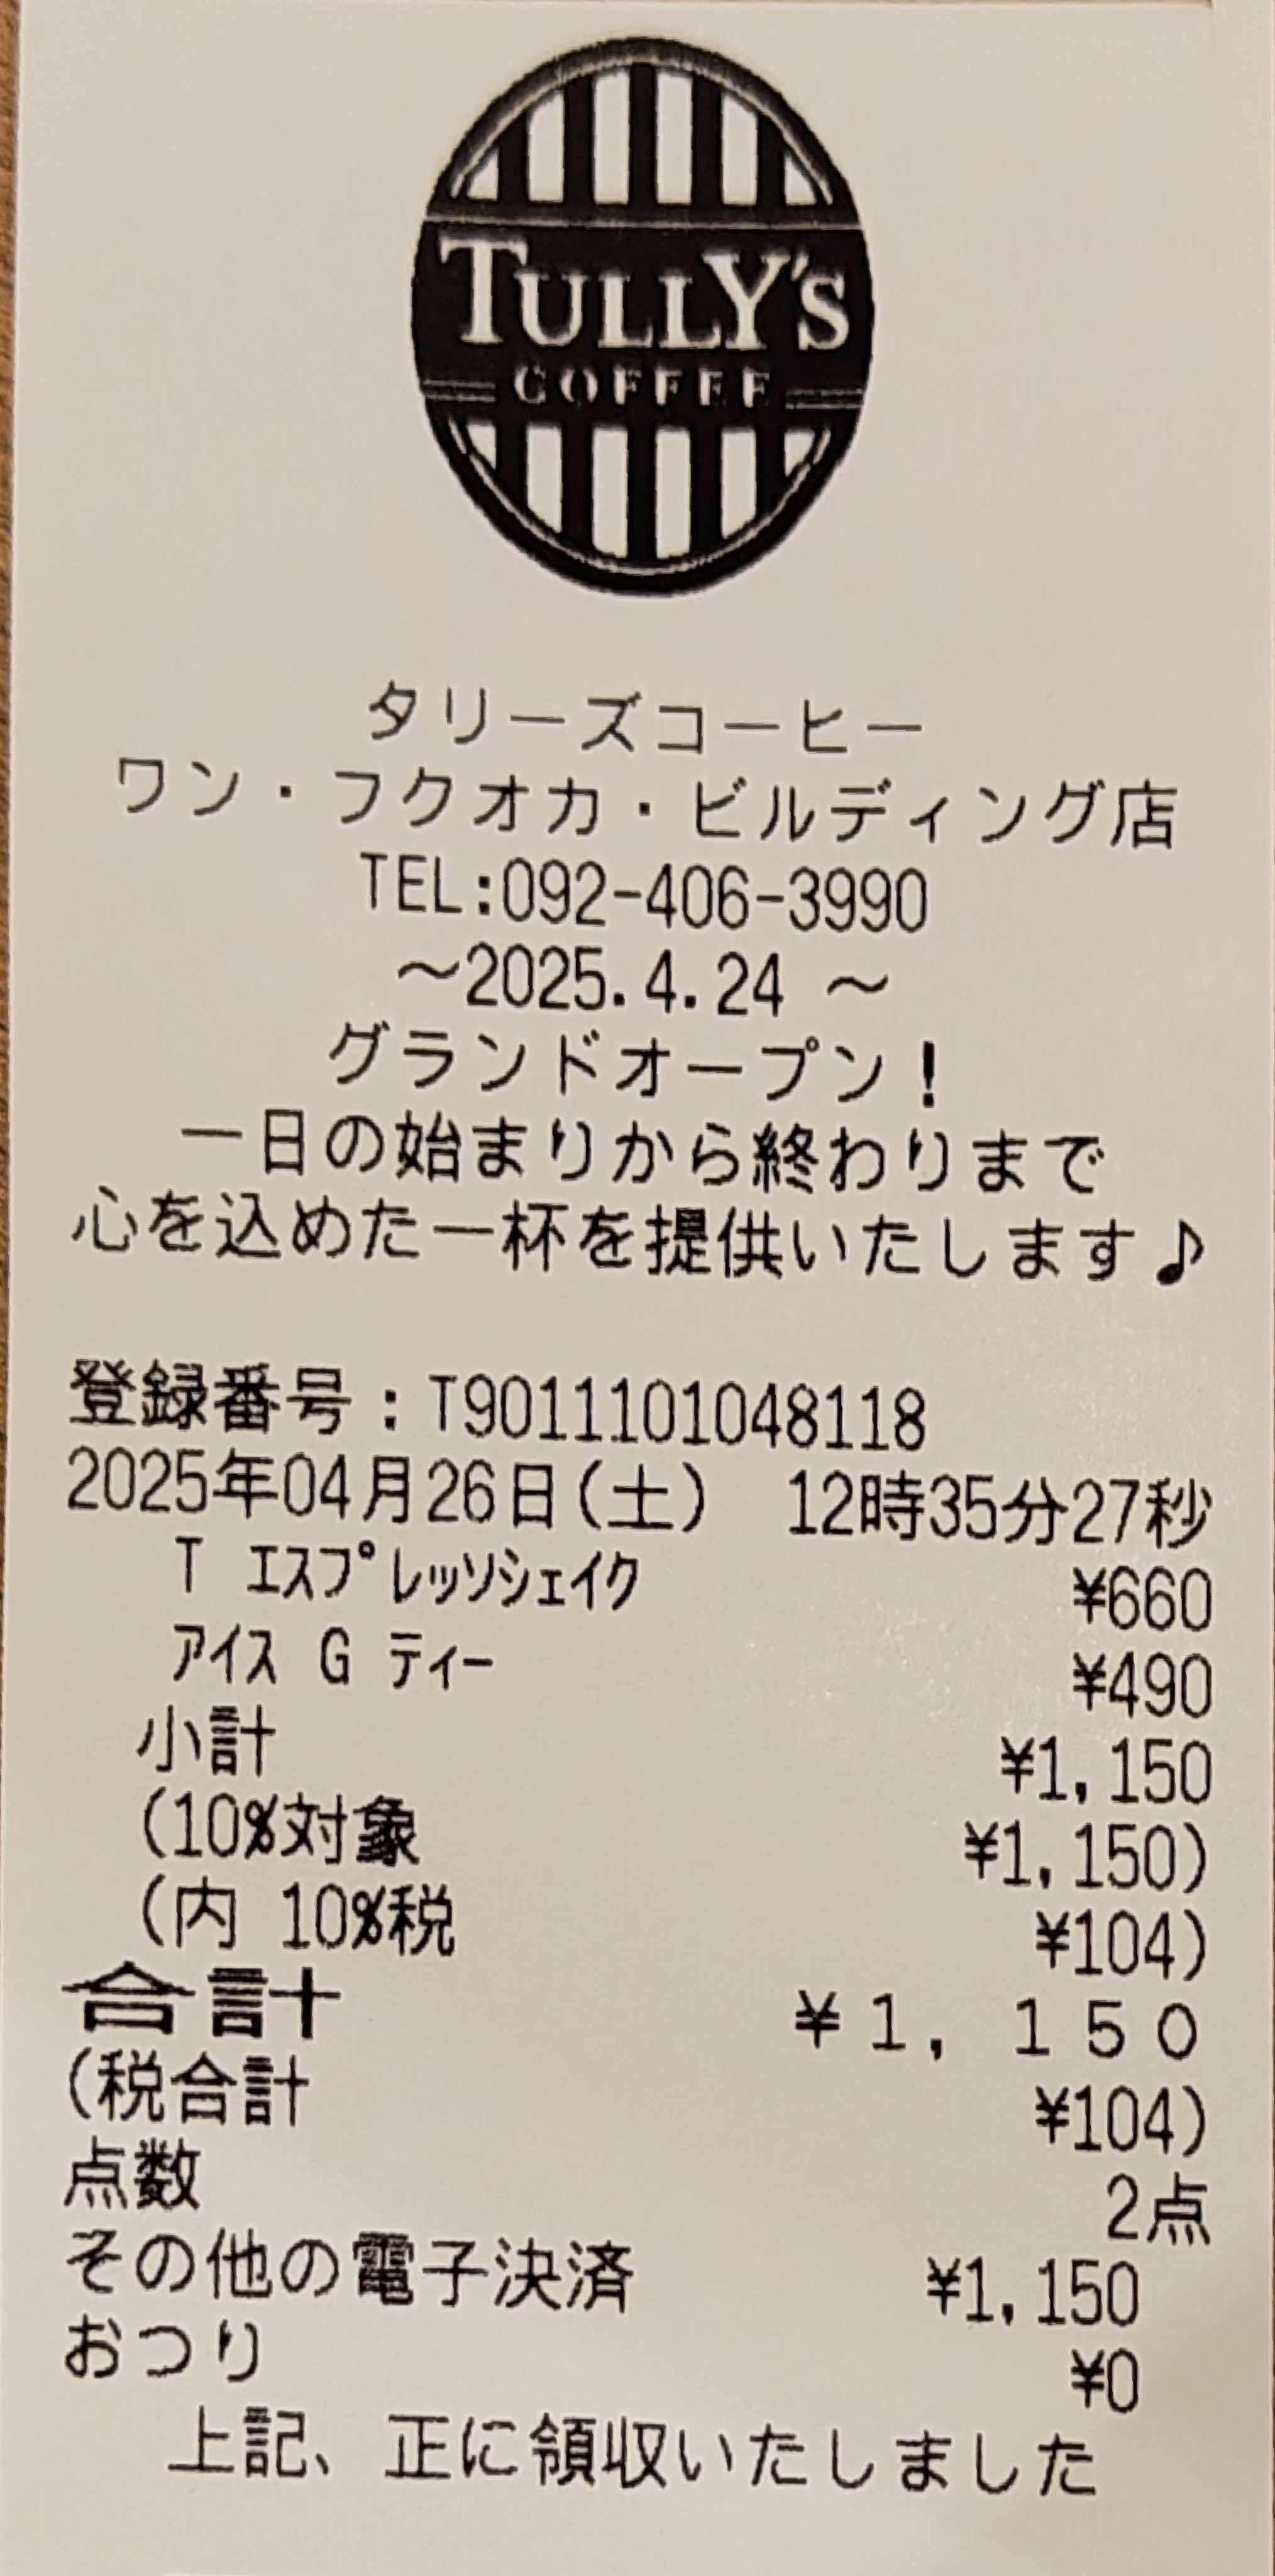 TULLY'S
COFFEE
タリーズコーヒー
ワン・フクオカ・ビルディング店
TEL:092-406-3990
～2025.4.24 ～
グランドオープン！
一日の始まりから終わりまで
心を込めた一杯を提供いたします♪
登録番号：T9011101048118
2025年04月26日(土) 12時35分27秒
T ｴｽﾌﾟﾚｯｿｼｪｲｸ ¥660
ｱｲｽ G ﾃｨｰ ¥490
小計 ¥1,150
(10%対象 ¥1,150)
(内 10%税 ¥104)
合計 ¥1,150
(税合計 ¥104)
点数 2点
その他の電子決済 ¥1,150
おつり ¥0
上記、正に領収いたしました